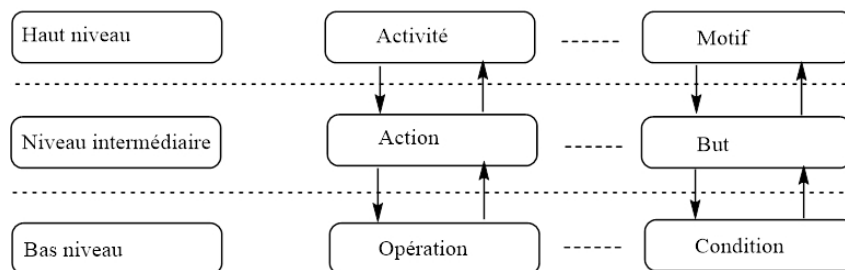 Haut niveau Activité Motif
Niveau intermédiaire Action But
Bas niveau Opération Condition